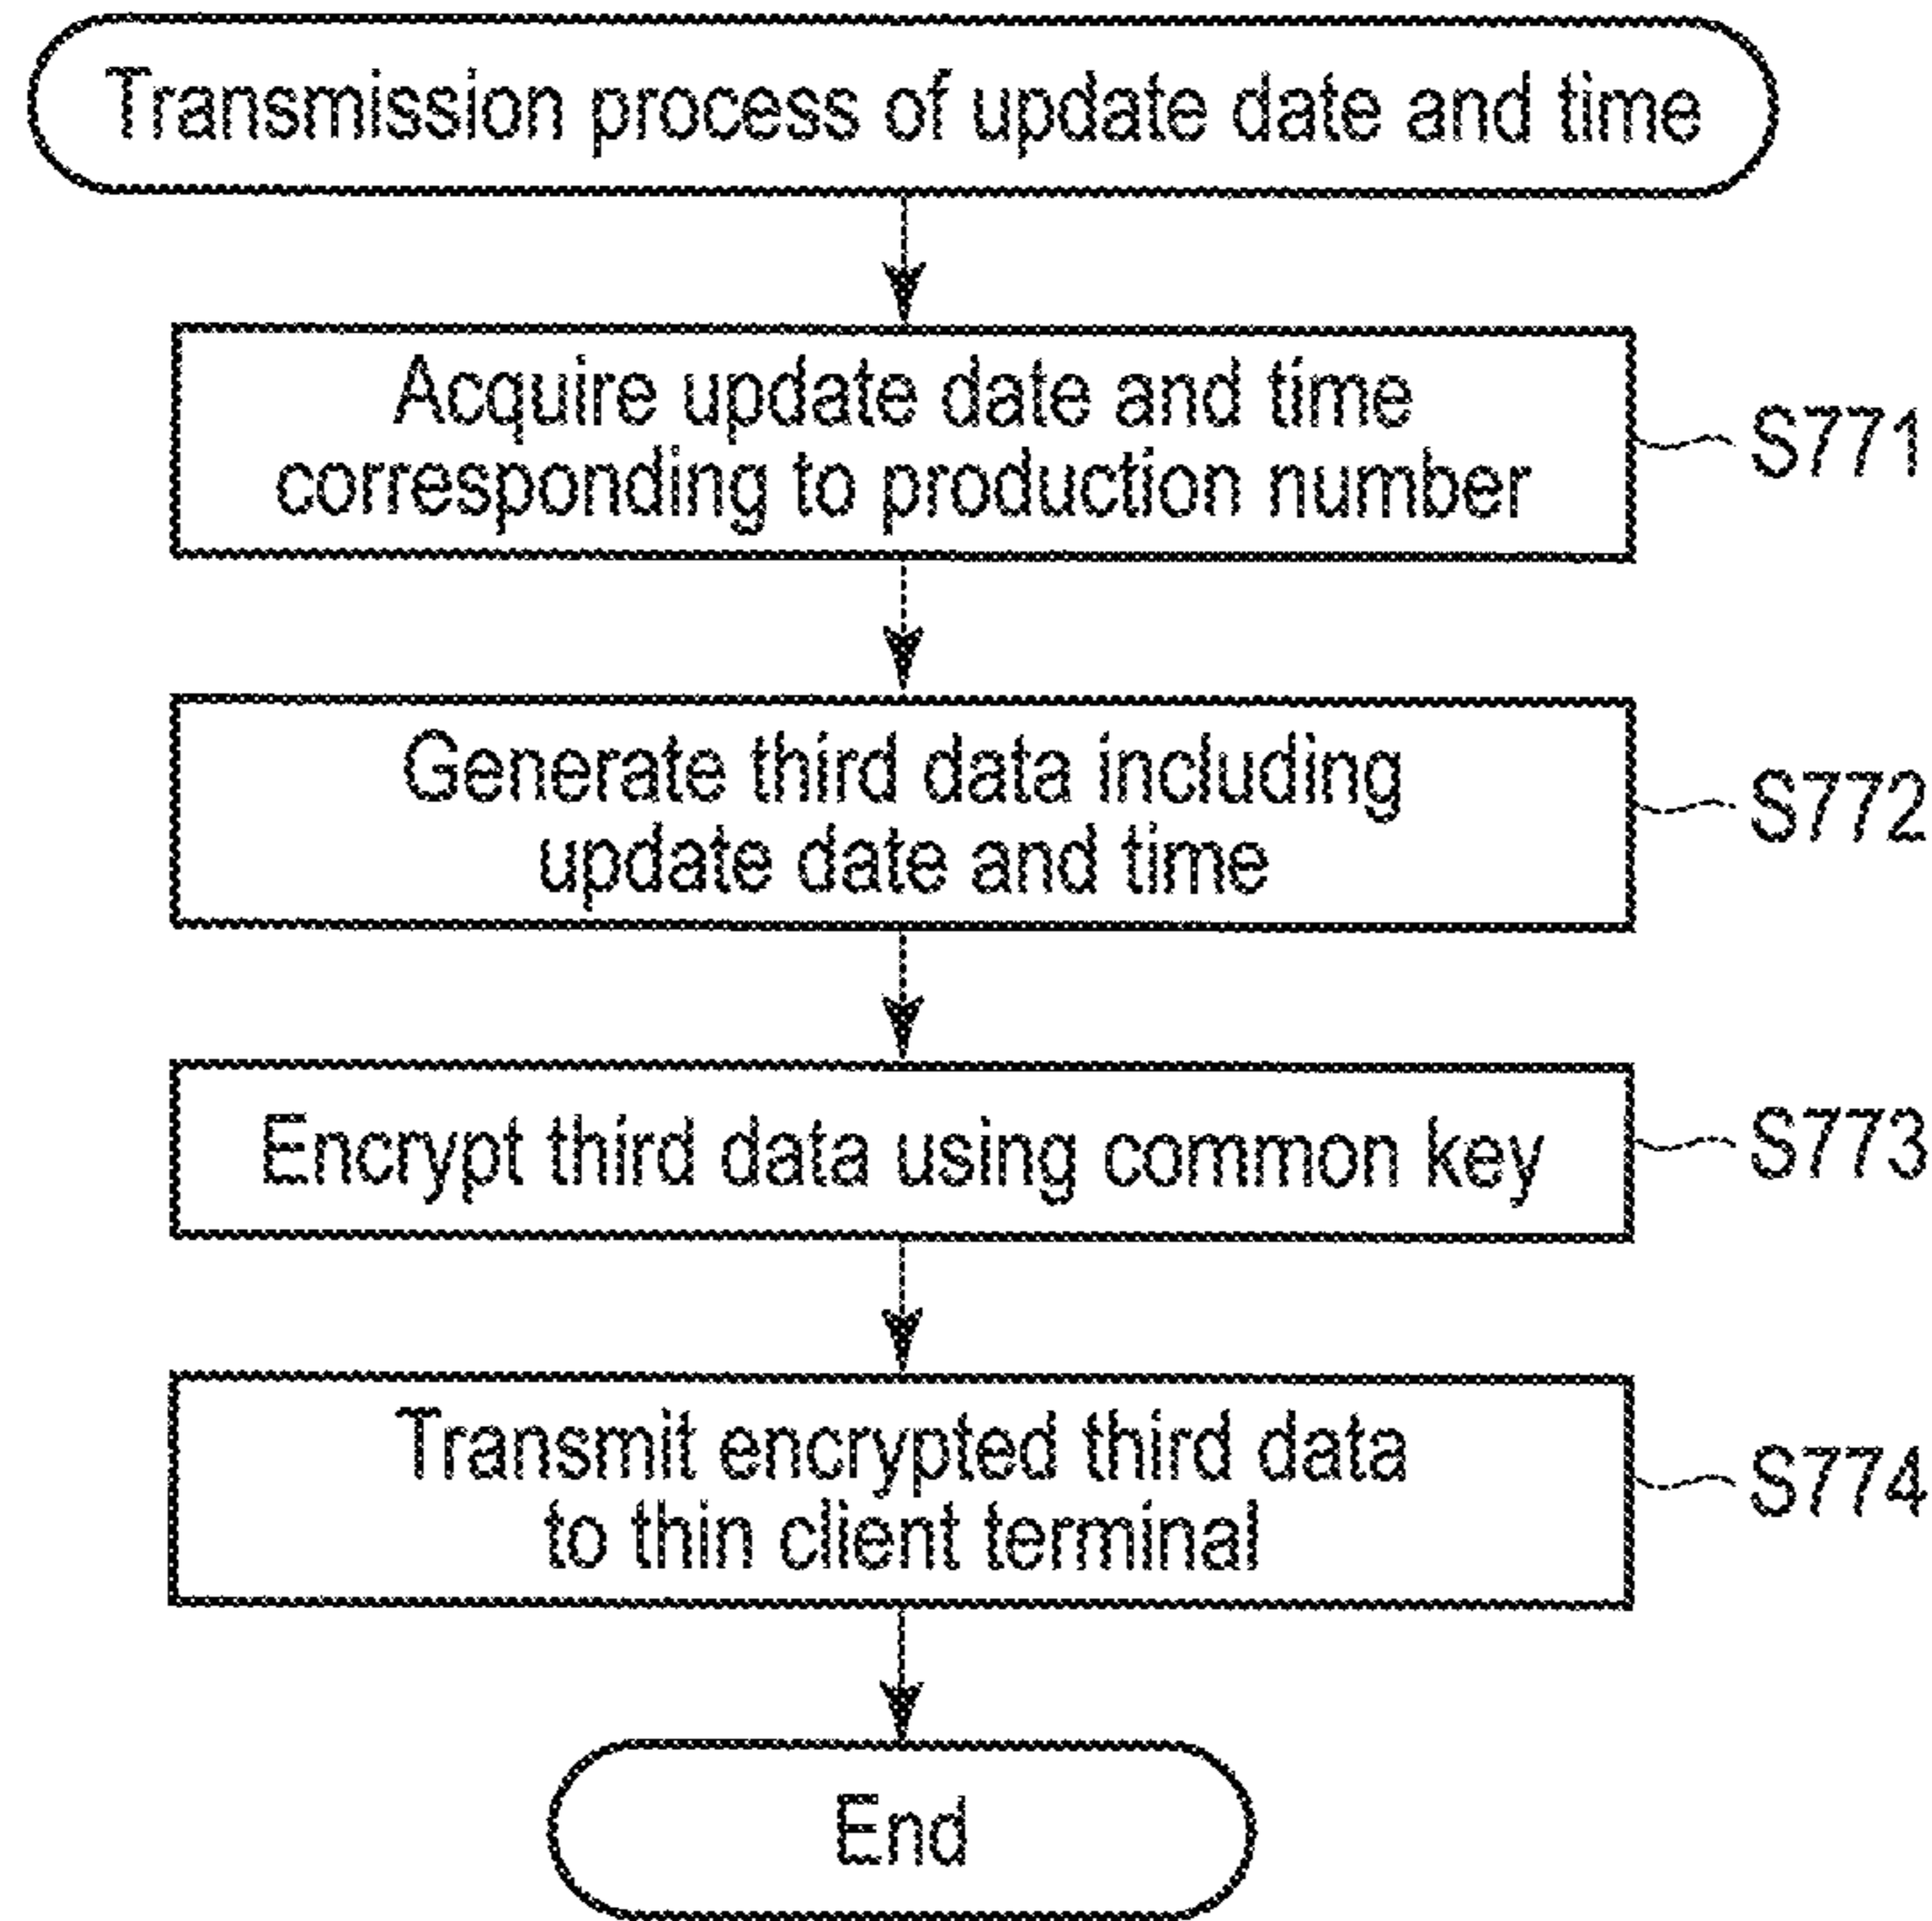 Transmission process of update date and time
Acquire update date and time
corresponding to production number
S771
Generate third data including
update date and time
S772
Encrypt third data using common key
S773
Transmit encrypted third data
to thin client terminal
S774
End